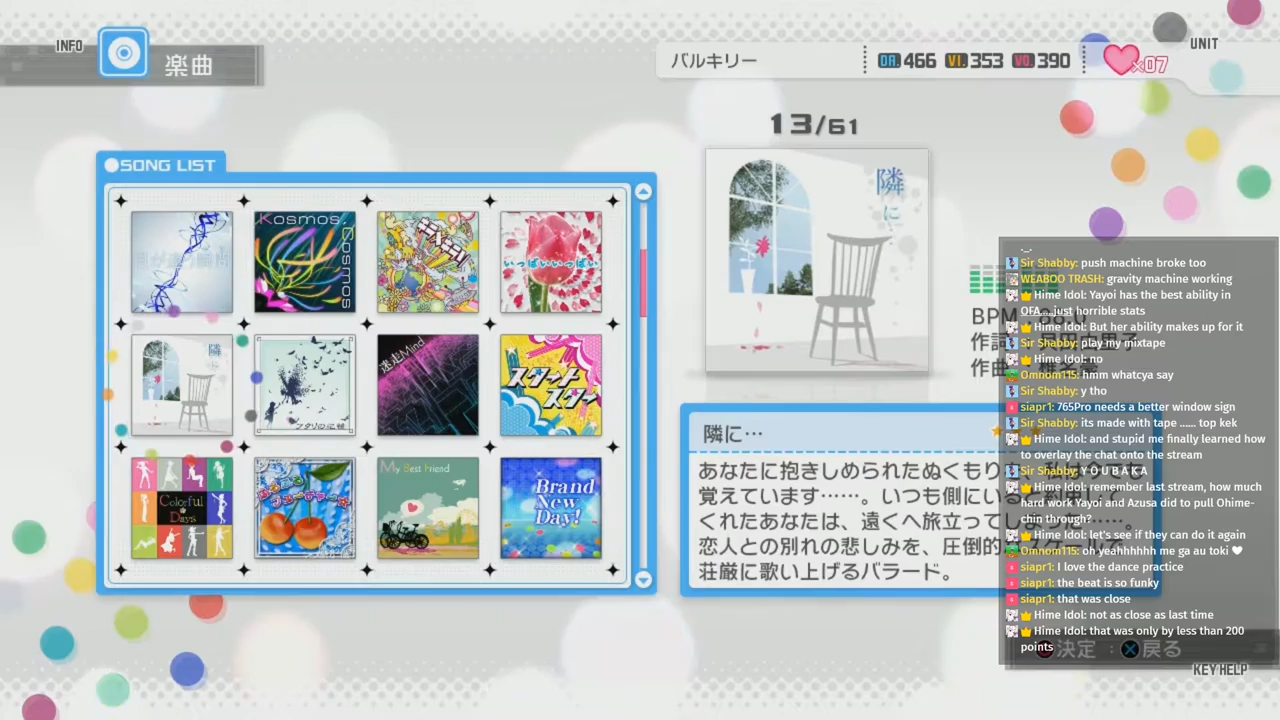 INFO
楽曲
バルキリー
DA. 466 VI. 353 VO. 390
×07
UNIT
13/61
SONG LIST
Kosmos, Cosmos
キラメキラリ
いっぱいいっぱい
隣に
隣に
フタリの記憶
迷走Mind
スタートスター
Colorful Days
My Best Friend
Brand New Day!
BPM
作詞
作曲
隣に…
あなたに抱きしめられたぬくもり
覚えています……。いつも側にい
くれたあなたは、遠くへ旅立って
恋人との別れの悲しみを、圧倒的
荘厳に歌い上げるバラード。
Sir Shabby: push machine broke too
WEABOO TRASH: gravity machine working
Hime Idol: Yayoi has the best ability in
OFA....just horrible stats
Hime Idol: But her ability makes up for it
Sir Shabby: play my mixtape
Hime Idol: no
Omnom115: hmm whatcya say
Sir Shabby: y tho
siapr1: 765Pro needs a better window sign
Sir Shabby: its made with tape ...... top kek
Hime Idol: and stupid me finally learned how
to overlay the chat onto the stream
Sir Shabby: Y O U B A K A
Hime Idol: remember last stream, how much
hard work Yayoi and Azusa did to pull Ohime-
chin through?
Hime Idol: let's see if they can do it again
Omnom115: oh yeahhhhh me ga au toki ♥
siapr1: I love the dance practice
siapr1: the beat is so funky
siapr1: that was close
Hime Idol: not as close as last time
Hime Idol: that was only by less than 200
points
決定 : 戻る
KEY HELP